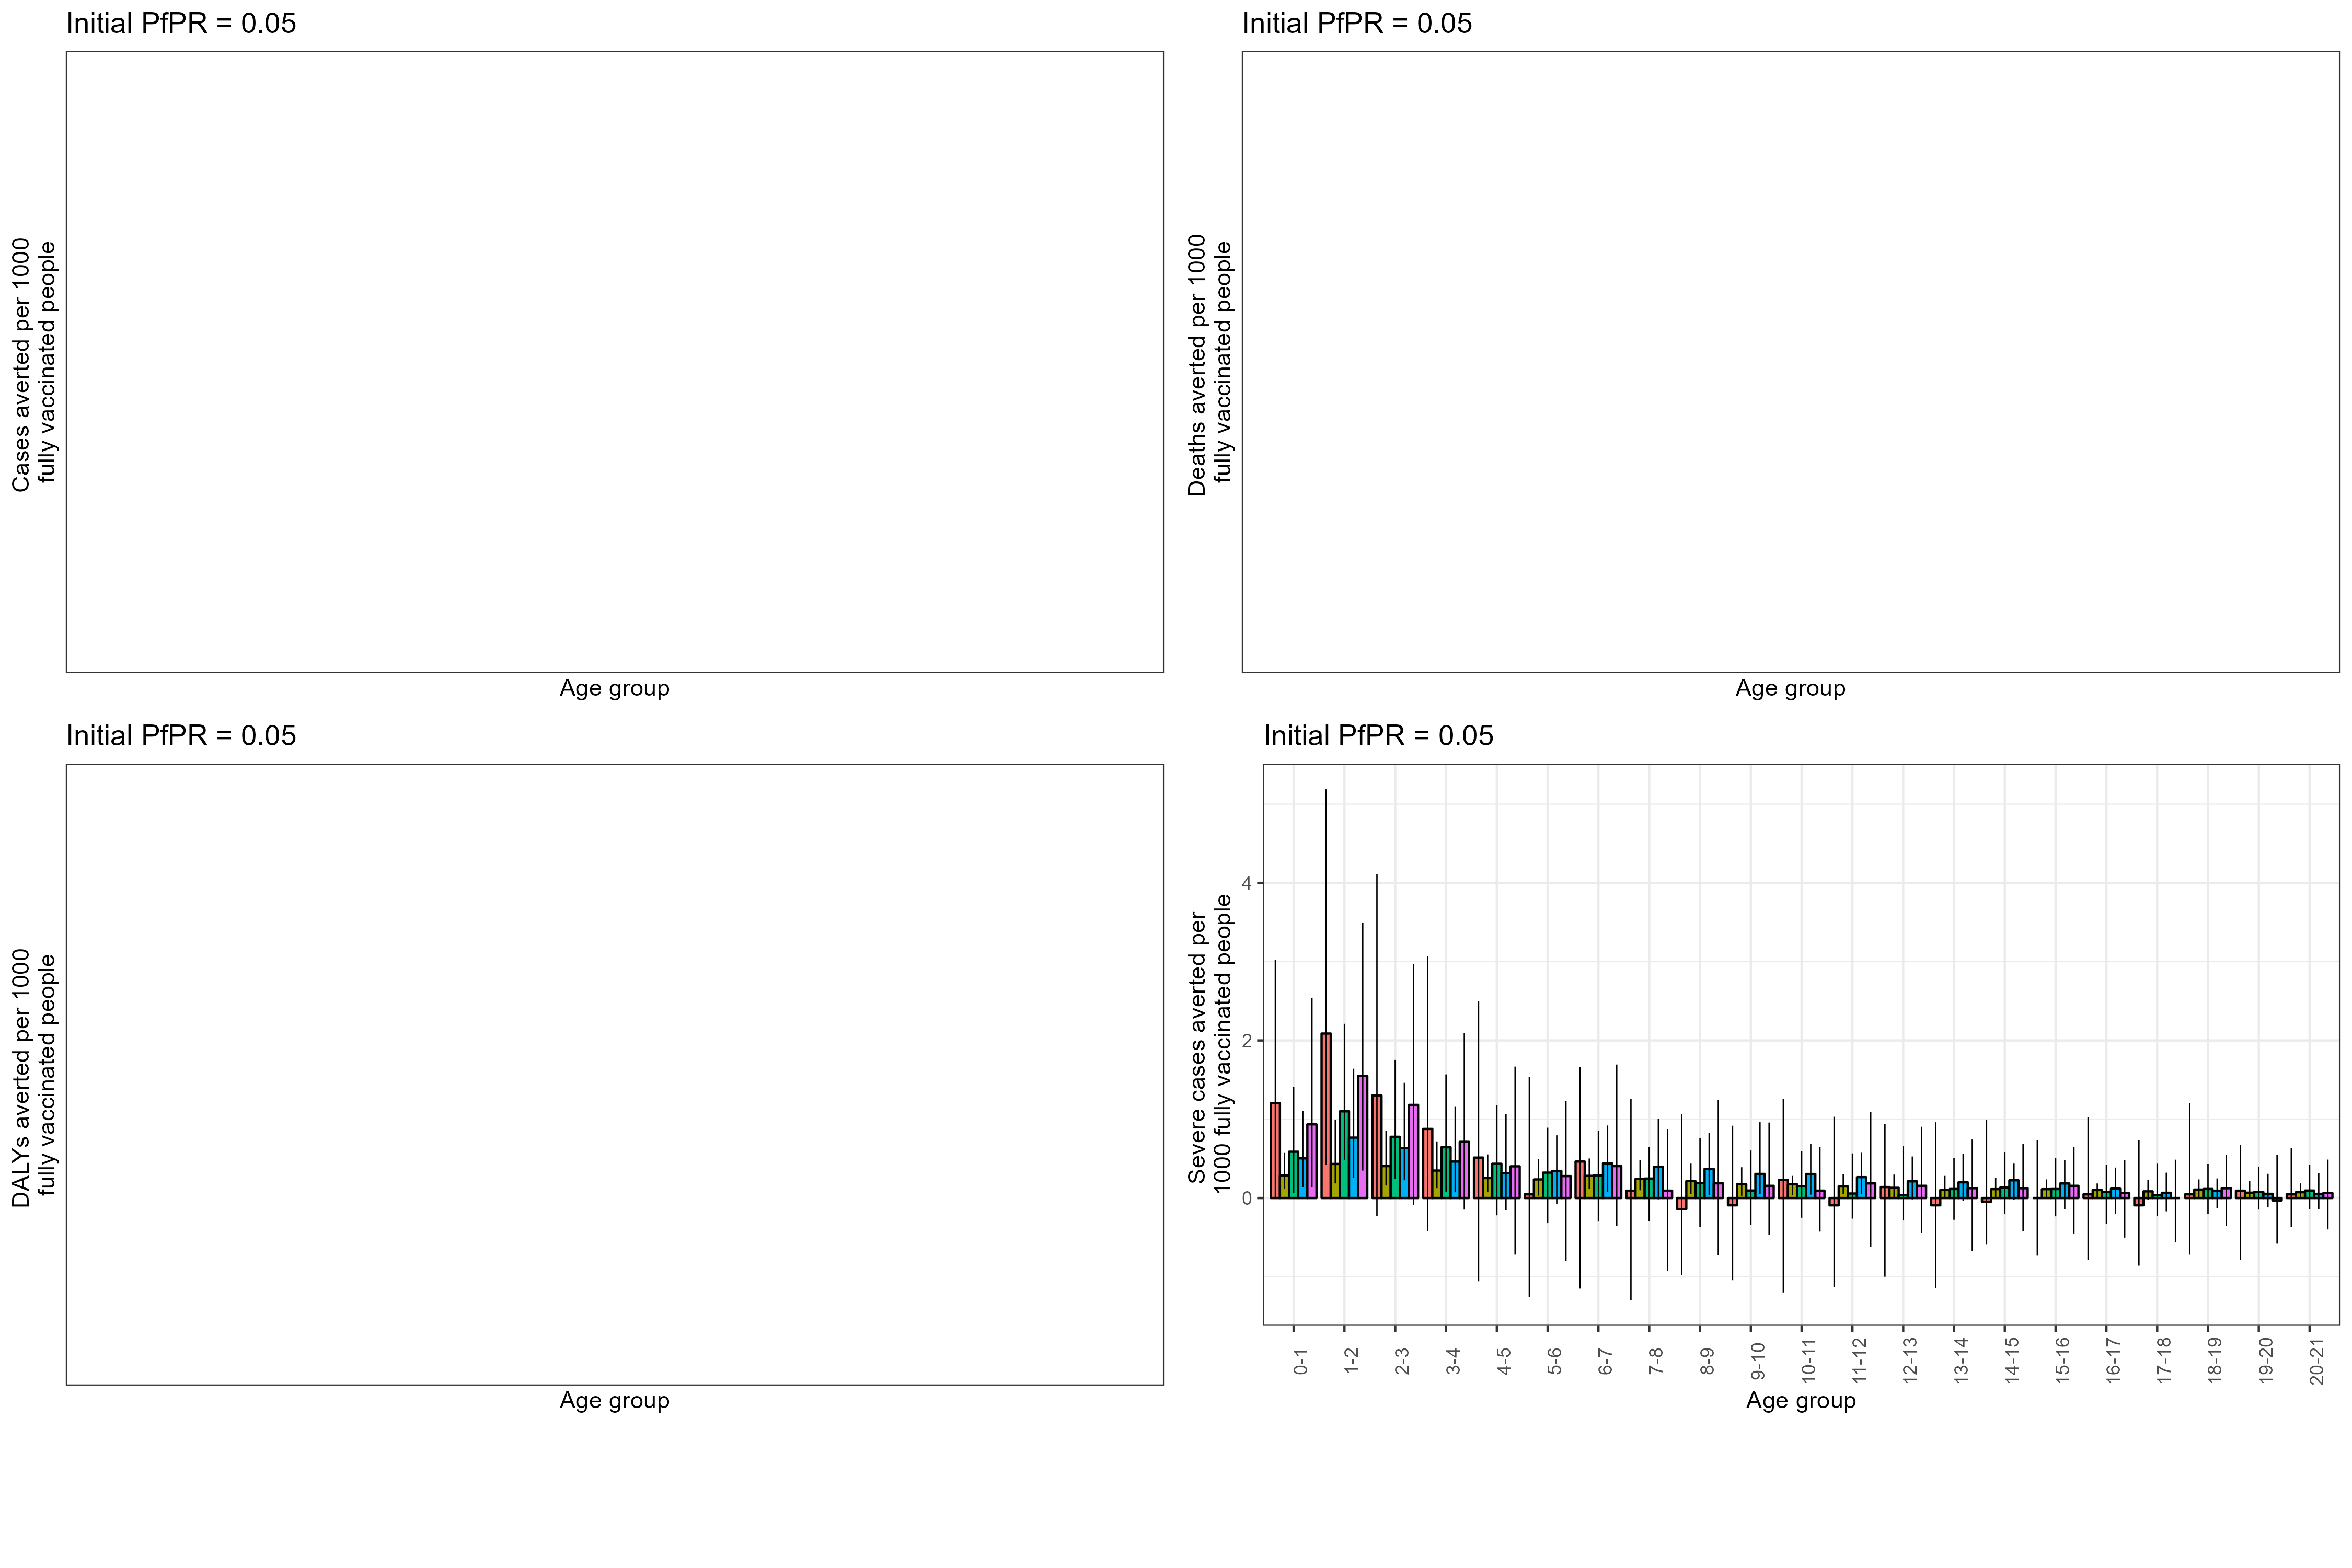 Initial PfPR = 0.05
Cases averted per 1000
fully vaccinated people
Age group
Initial PfPR = 0.05
Deaths averted per 1000
fully vaccinated people
Age group
Initial PfPR = 0.05
DALYs averted per 1000
fully vaccinated people
Age group
Initial PfPR = 0.05
Severe cases averted per
1000 fully vaccinated people
4
2
0
0-1
1-2
2-3
3-4
4-5
5-6
6-7
7-8
8-9
9-10
10-11
11-12
12-13
13-14
14-15
15-16
16-17
17-18
18-19
19-20
20-21
Age group